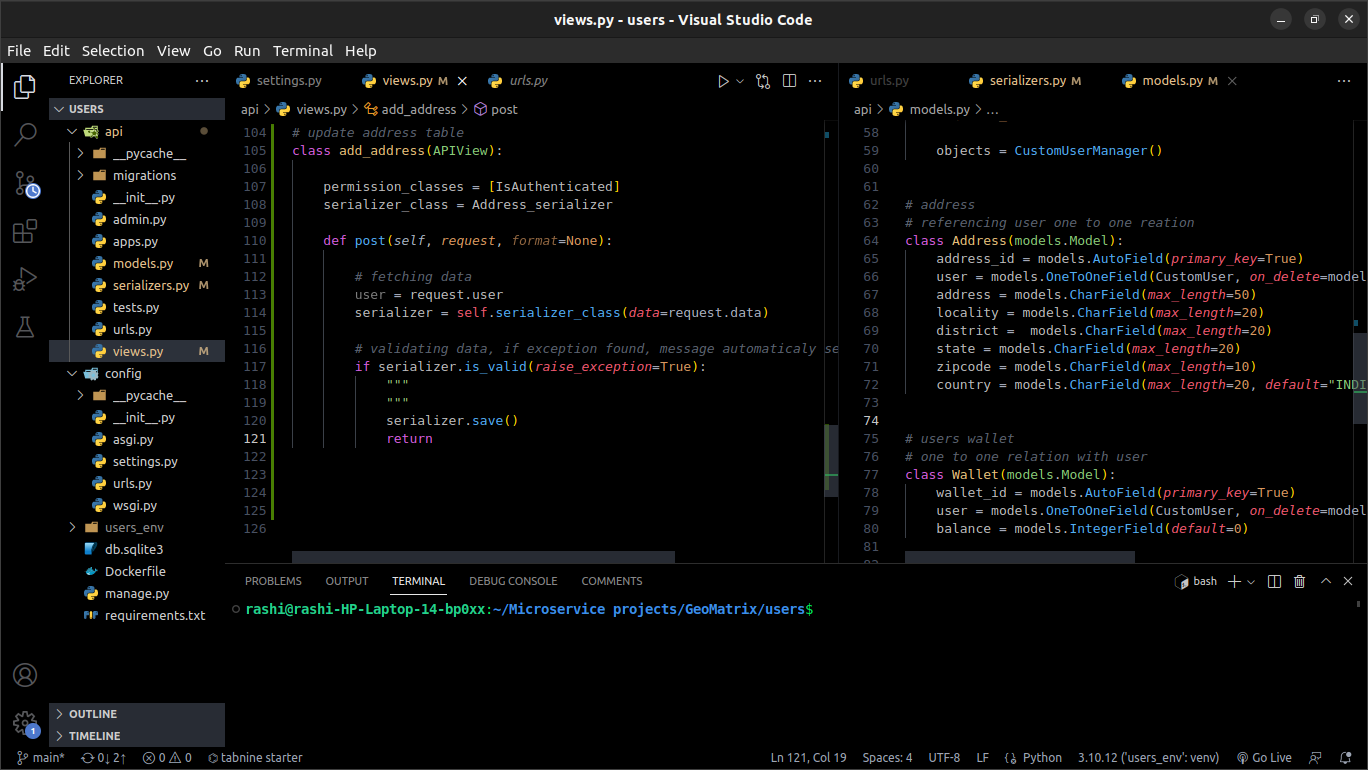 views.py - users - Visual Studio Code
File Edit Selection View Go Run Terminal Help
EXPLORER
USERS
api
__pycache__
migrations
__init__.py
admin.py
apps.py
models.py M
serializers.py M
tests.py
urls.py
views.py M
config
__pycache__
__init__.py
asgi.py
settings.py
urls.py
wsgi.py
users_env
db.sqlite3
Dockerfile
manage.py
requirements.txt
OUTLINE
TIMELINE
settings.py views.py M urls.py
api > views.py > add_address > post
104 # update address table
105 class add_address(APIView):
106
107 permission_classes = [IsAuthenticated]
108 serializer_class = Address_serializer
109
110 def post(self, request, format=None):
111
112 # fetching data
113 user = request.user
114 serializer = self.serializer_class(data=request.data)
115
116 # validating data, if exception found, message automaticaly se
117 if serializer.is_valid(raise_exception=True):
118 """
119 """
120 serializer.save()
121 return
122
123
124
125
126
urls.py serializers.py M models.py M
api > models.py > ...
58
59 objects = CustomUserManager()
60
61
62 # address
63 # referencing user one to one reation
64 class Address(models.Model):
65 address_id = models.AutoField(primary_key=True)
66 user = models.OneToOneField(CustomUser, on_delete=model
67 address = models.CharField(max_length=50)
68 locality = models.CharField(max_length=20)
69 district =  models.CharField(max_length=20)
70 state = models.CharField(max_length=20)
71 zipcode = models.CharField(max_length=10)
72 country = models.CharField(max_length=20, default="INDI
73
74
75 # users wallet
76 # one to one relation with user
77 class Wallet(models.Model):
78 wallet_id = models.AutoField(primary_key=True)
79 user = models.OneToOneField(CustomUser, on_delete=model
80 balance = models.IntegerField(default=0)
81
PROBLEMS OUTPUT TERMINAL DEBUG CONSOLE COMMENTS
bash
rashi@rashi-HP-Laptop-14-bp0xx:~/Microservice projects/GeoMatrix/users$
1
main* 0↓ 2↑ 0 0 tabnine starter Ln 121, Col 19 Spaces: 4 UTF-8 LF Python 3.10.12 ('users_env': venv) Go Live